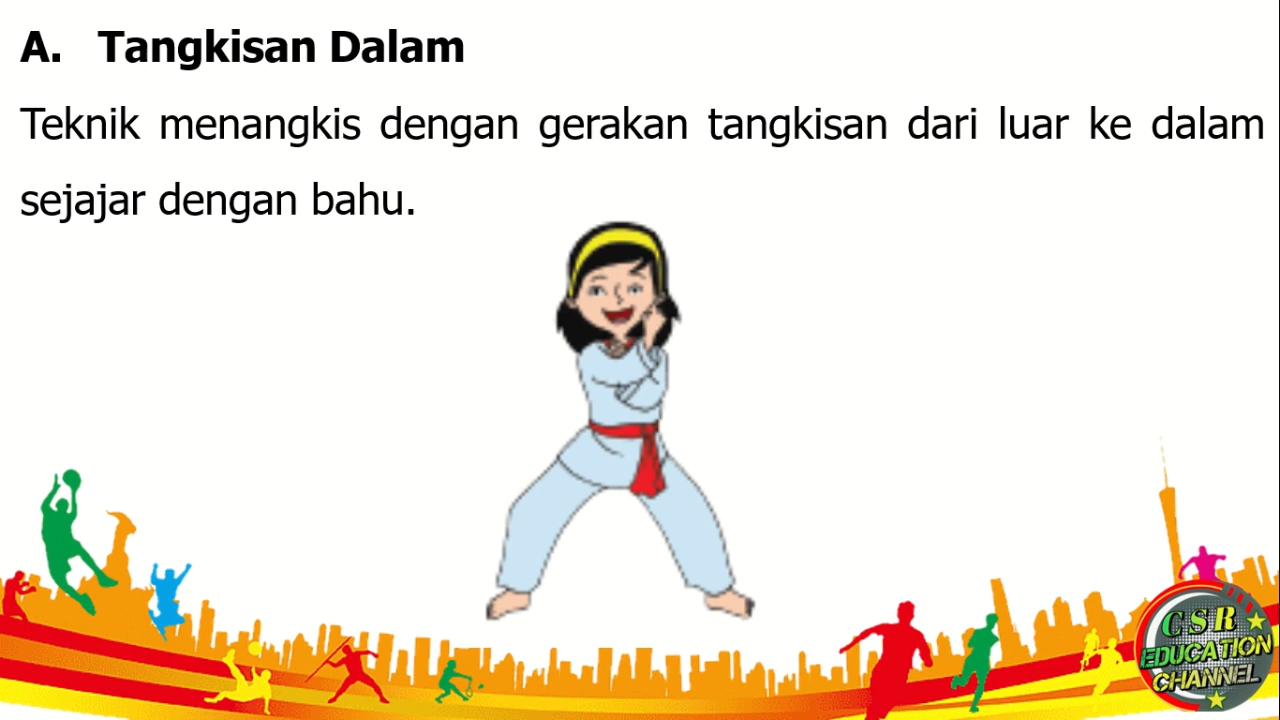 A. Tangkisan Dalam
Teknik menangkis dengan gerakan tangkisan dari luar ke dalam
sejajar dengan bahu.
CSR
EDUCATION
CHANNEL